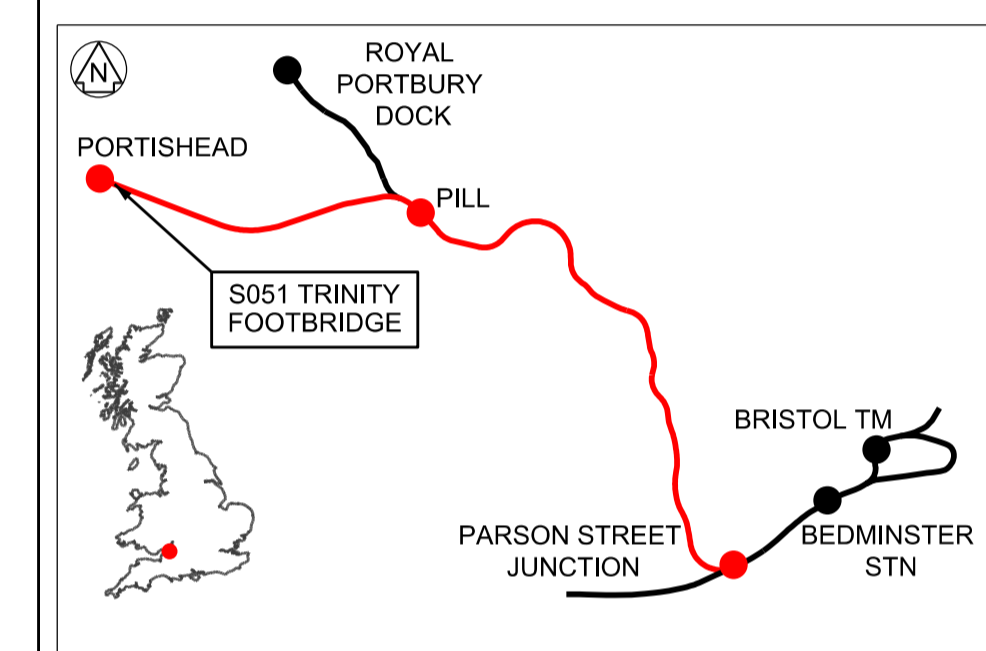 N
ROYAL
PORTBURY
DOCK
PORTISHEAD
PILL
S051 TRINITY
FOOTBRIDGE
BRISTOL TM
PARSON STREET
JUNCTION
BEDMINSTER
STN